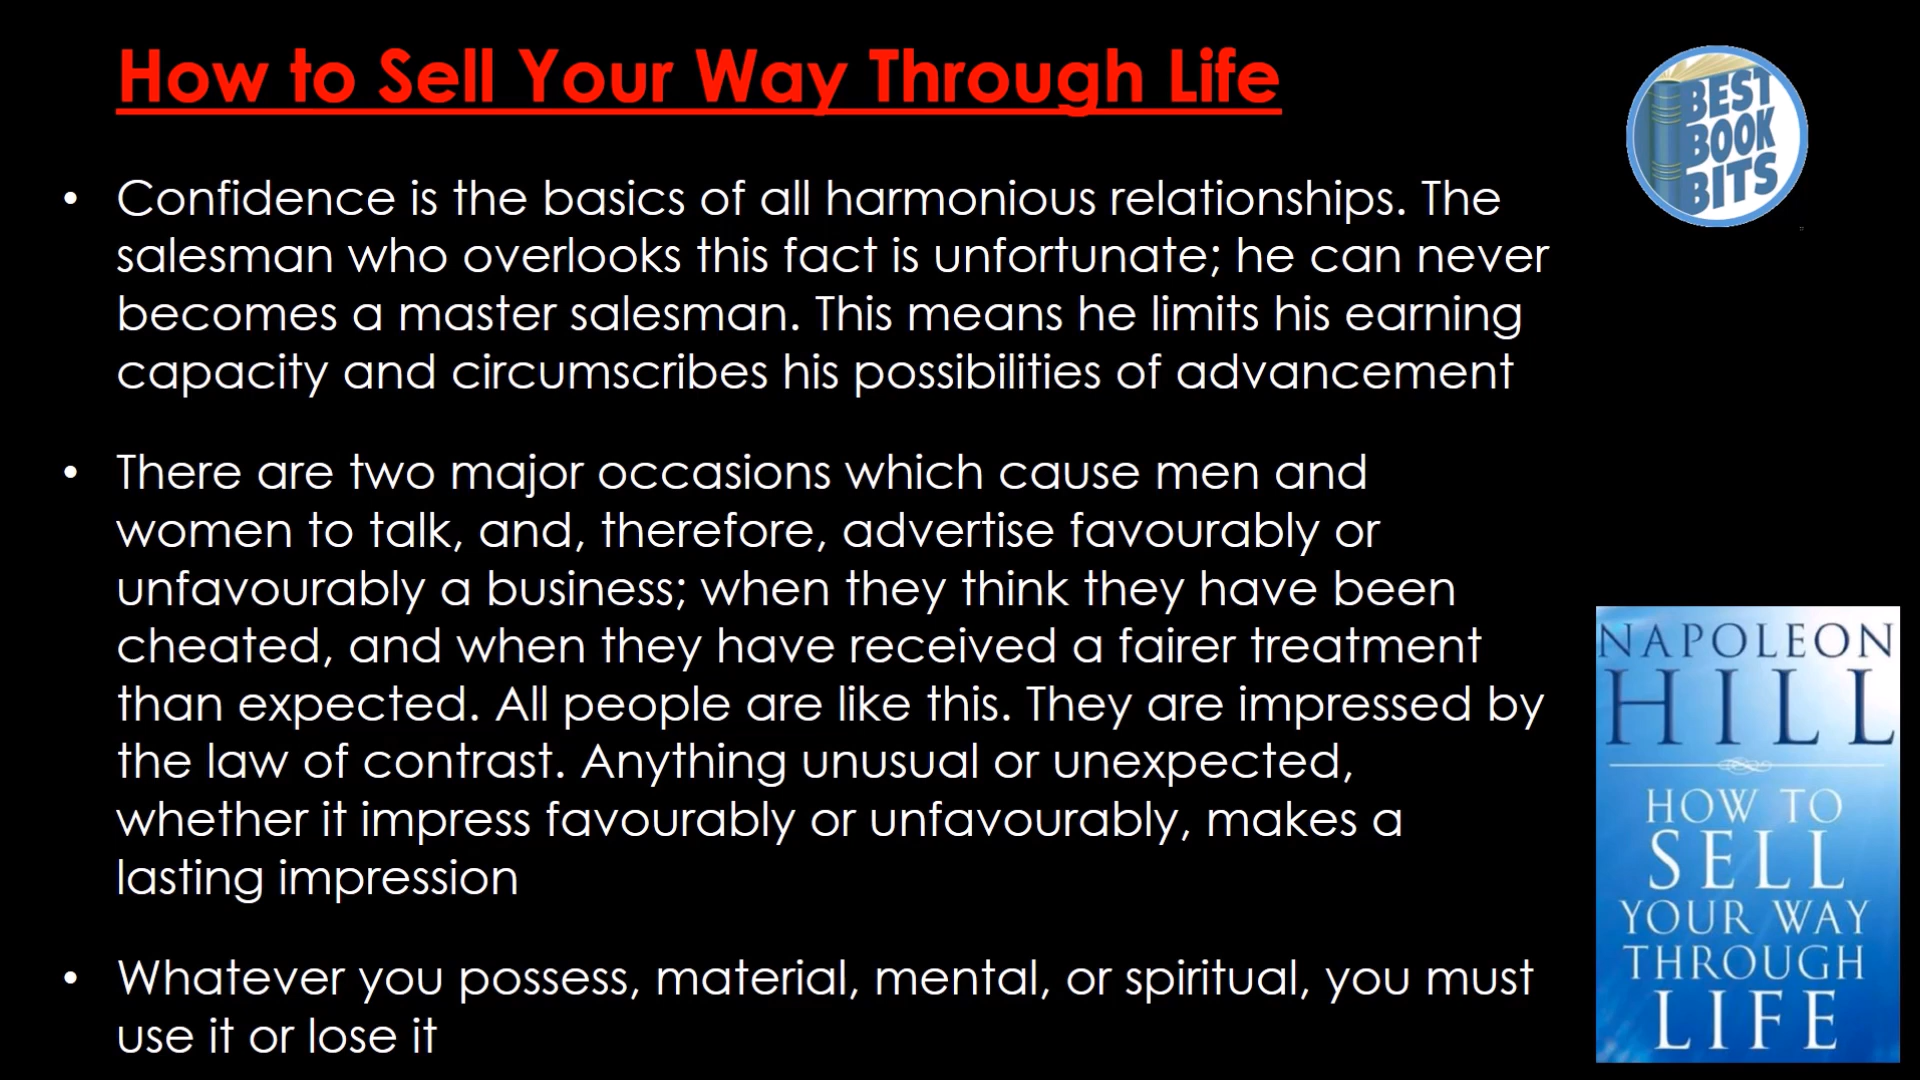 How to Sell Your Way Through Life
BEST
BOOK
BITS
• Confidence is the basics of all harmonious relationships. The
salesman who overlooks this fact is unfortunate; he can never
becomes a master salesman. This means he limits his earning
capacity and circumscribes his possibilities of advancement
• There are two major occasions which cause men and
women to talk, and, therefore, advertise favourably or
unfavourably a business; when they think they have been
cheated, and when they have received a fairer treatment
than expected. All people are like this. They are impressed by
the law of contrast. Anything unusual or unexpected,
whether it impress favourably or unfavourably, makes a
lasting impression
• Whatever you possess, material, mental, or spiritual, you must
use it or lose it
NAPOLEON
HILL
HOW TO
SELL
YOUR WAY
THROUGH
LIFE